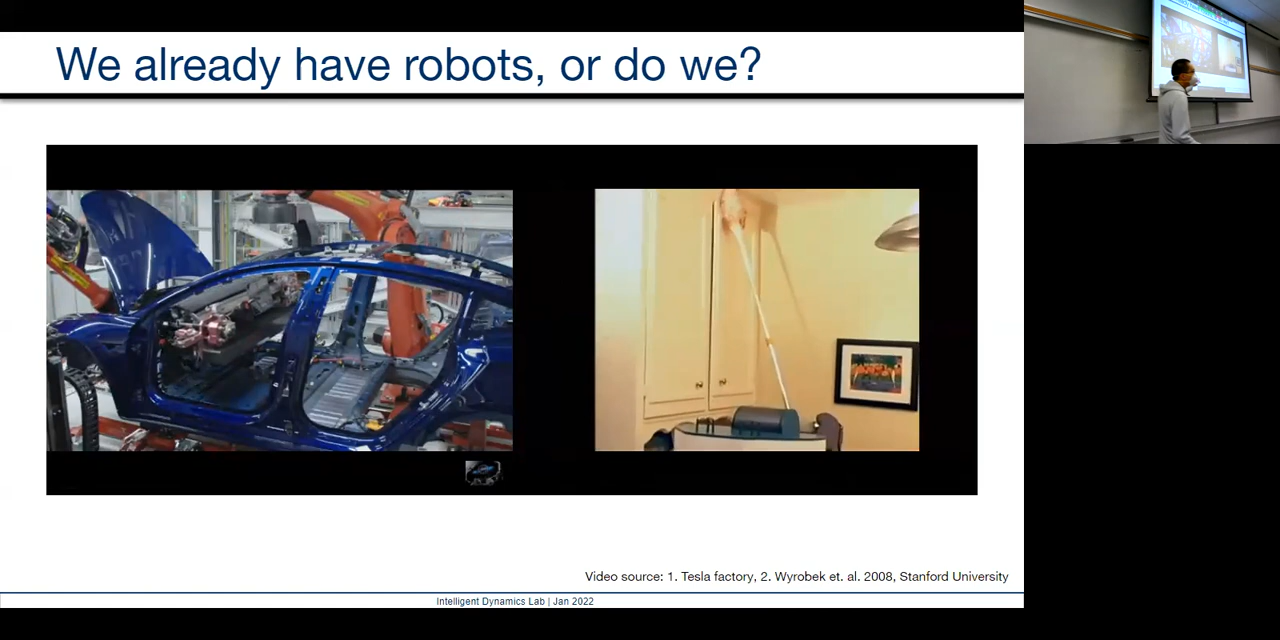 We already have robots, or do we?
Video source: 1. Tesla factory, 2. Wyrobek et. al. 2008, Stanford University
Intelligent Dynamics Lab | Jan 2022